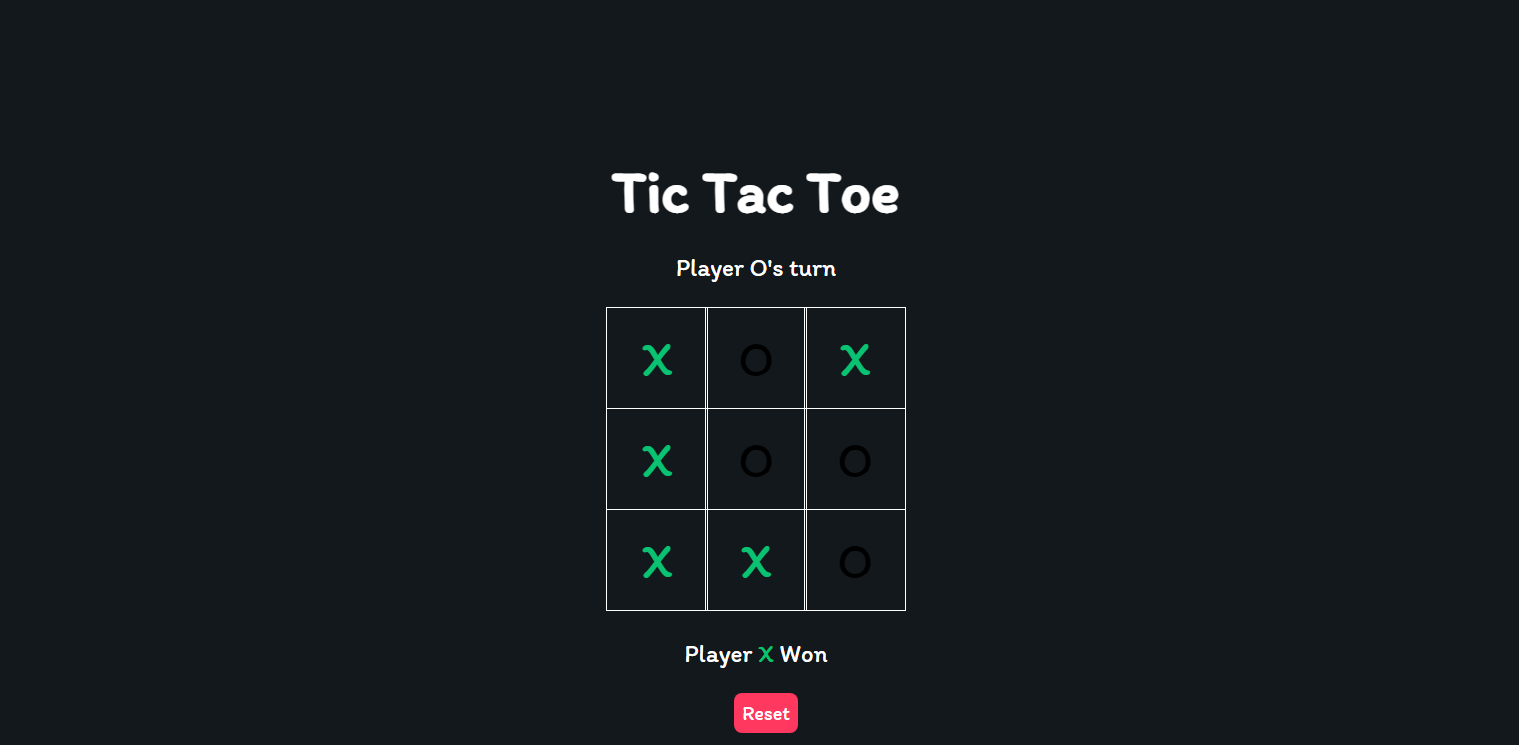 Tic Tac Toe
Player O's turn
X O X
X O O
X X O
Player X Won
Reset